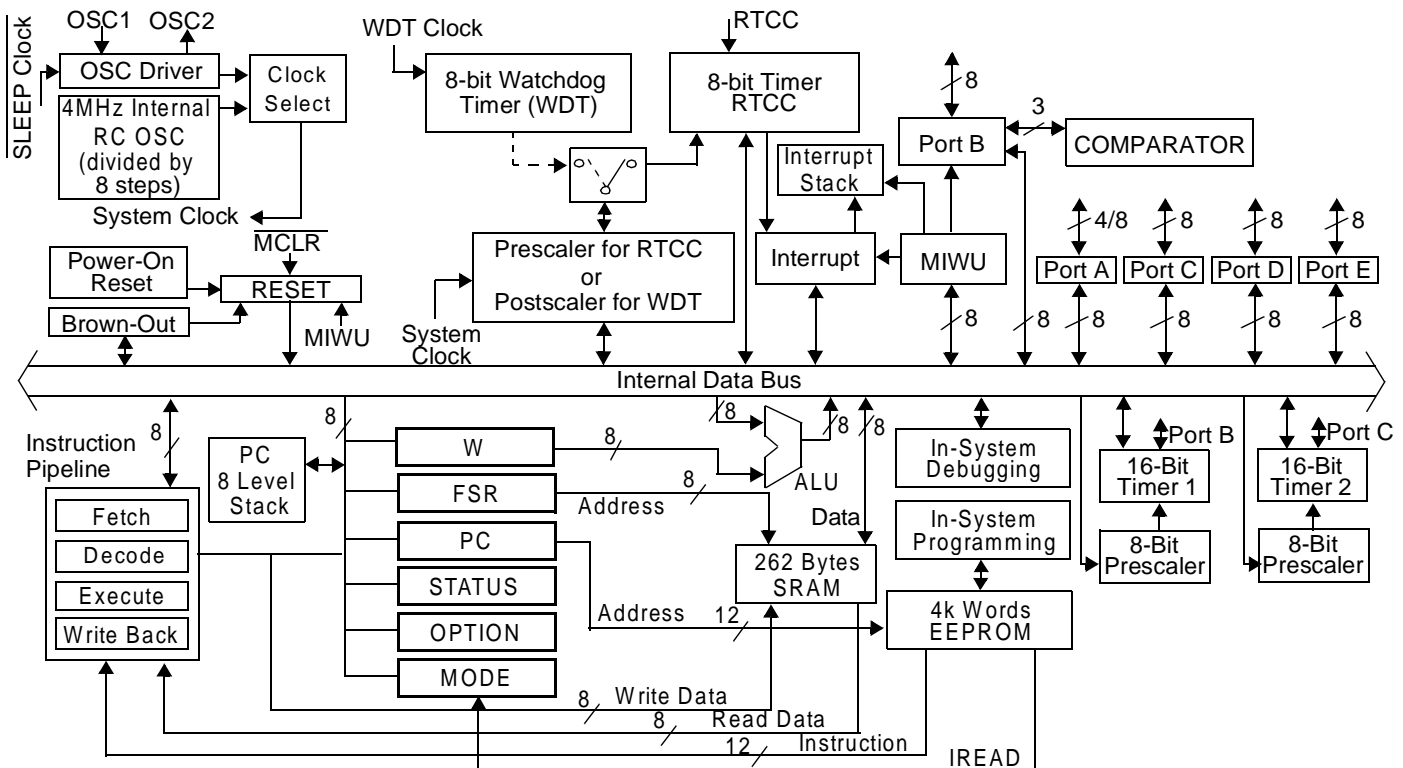 SLEEP Clock
OSC1
OSC2
OSC Driver
Clock
Select
4MHz Internal
RC OSC
(divided by
8 steps)
System Clock
WDT Clock
8-bit Watchdog
Timer (WDT)
RTCC
8-bit Timer
RTCC
8
Port B
3
COMPARATOR
Interrupt
Stack
Interrupt
MIWU
8
8
4/8
8
8
8
Port A
Port C
Port D
Port E
8
8
8
8
Power-On
Reset
MCLR
RESET
Brown-Out
MIWU
Prescaler for RTCC
or
Postscaler for WDT
System
Clock
Internal Data Bus
Instruction
Pipeline
8
Fetch
Decode
Execute
Write Back
PC
8 Level
Stack
8
W
FSR
PC
STATUS
OPTION
MODE
8
8
Address
8
8
8
ALU
Data
262 Bytes
SRAM
Address
12
In-System
Debugging
In-System
Programming
4k Words
EEPROM
Port B
16-Bit
Timer 1
8-Bit
Prescaler
Port C
16-Bit
Timer 2
8-Bit
Prescaler
8
Write Data
8
Read Data
12
Instruction
IREAD